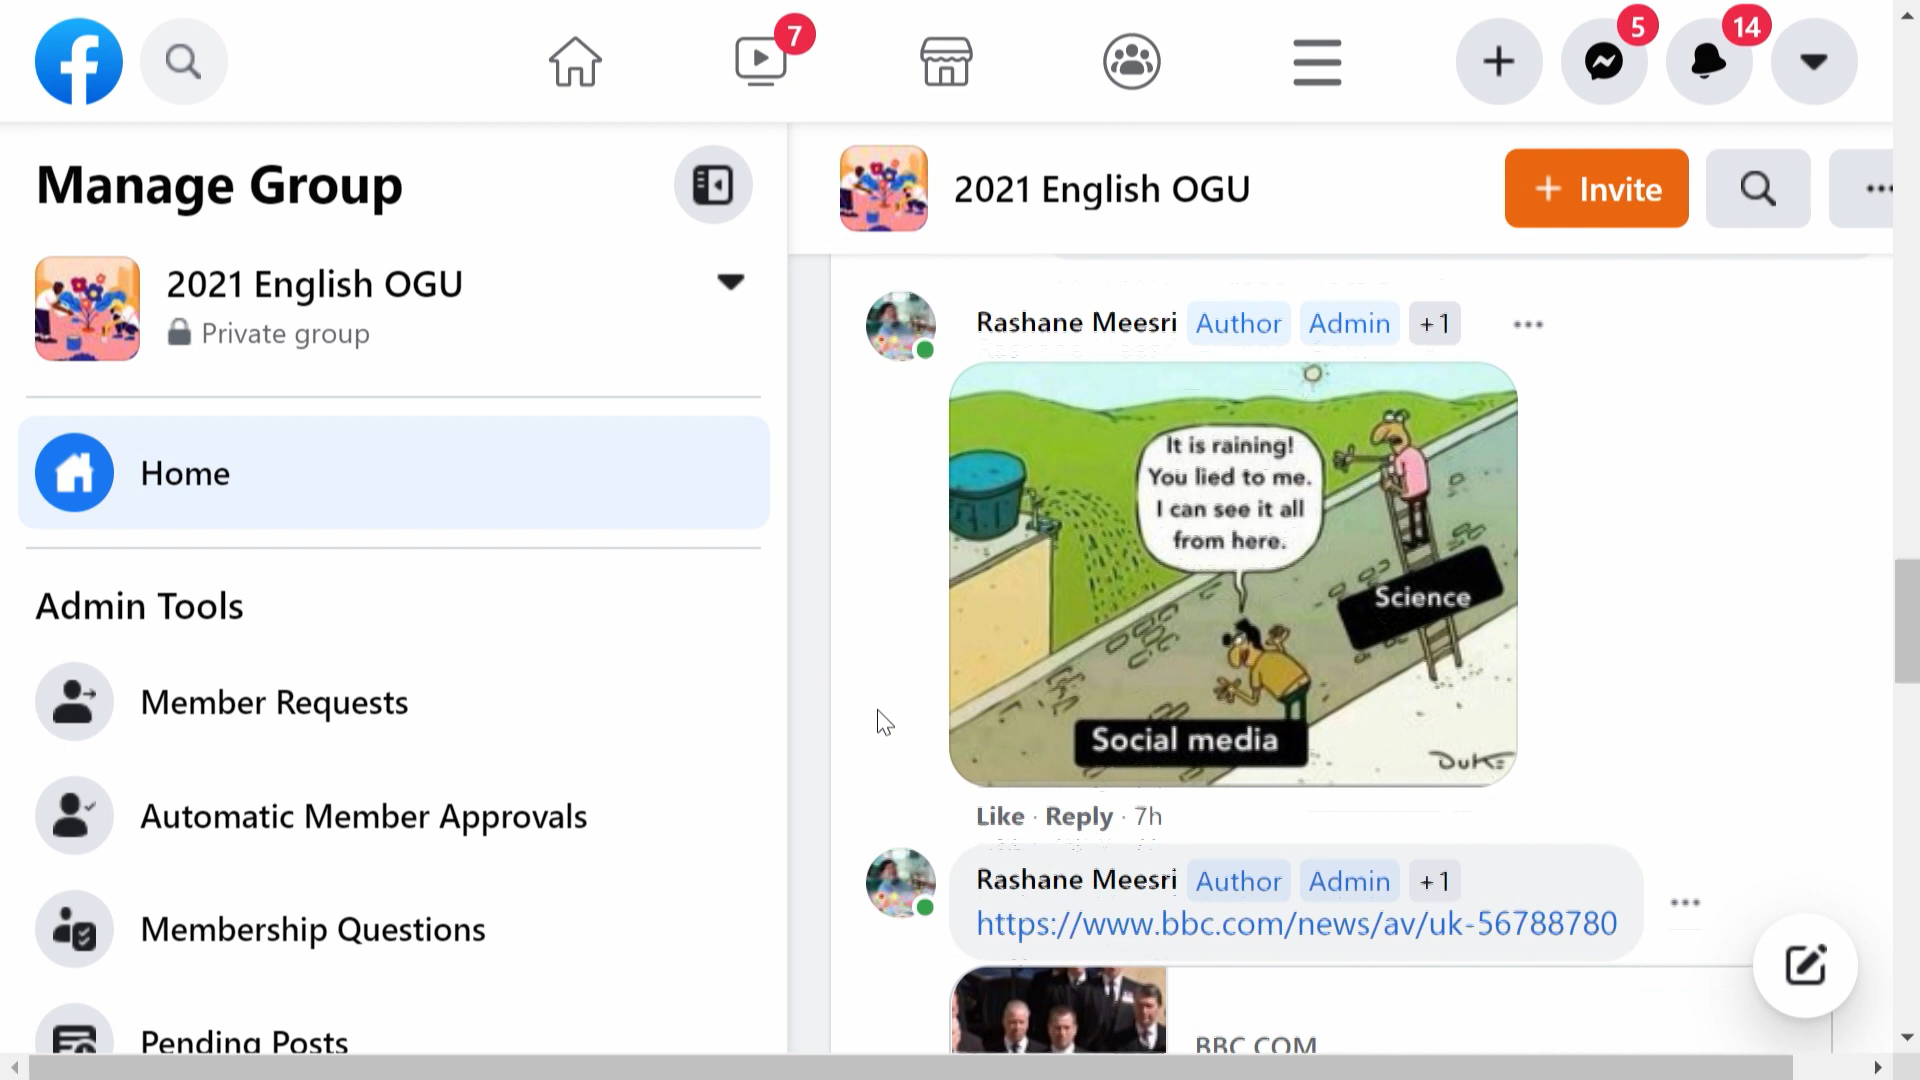 7
5
14
Manage Group
2021 English OGU
Private group
Home
Admin Tools
Member Requests
Automatic Member Approvals
Membership Questions
Pending Posts
2021 English OGU
+ Invite
Rashane Meesri Author Admin +1
It is raining!
You lied to me.
I can see it all
from here.
Science
Social media
Duke
Like · Reply · 7h
Rashane Meesri Author Admin +1
https://www.bbc.com/news/av/uk-56788780
BBC.COM